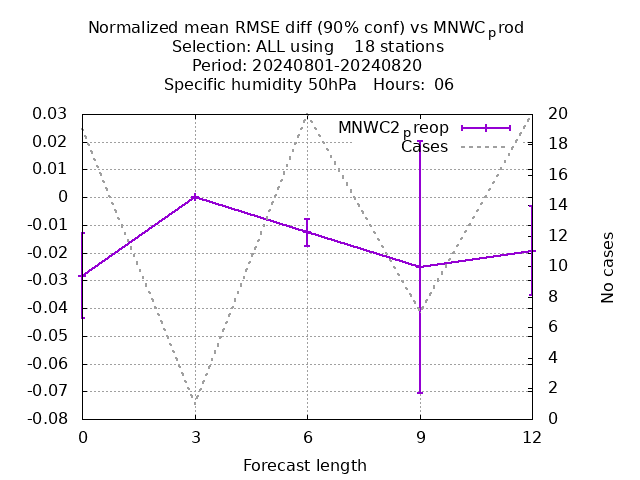 Normalized mean RMSE diff (90% conf) vs MNWCprod
Selection: ALL using    18 stations
Period: 20240801-20240820
Specific humidity 50hPa   Hours: 06
MNWC2preop
Cases
0.03
0.02
0.01
0
-0.01
-0.02
-0.03
-0.04
-0.05
-0.06
-0.07
-0.08
20
18
16
14
12
10
8
6
4
2
0
No cases
0 3 6 9 12
Forecast length